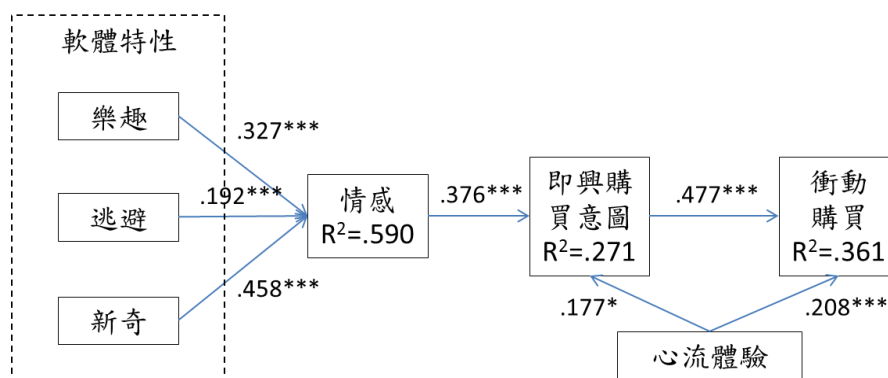 軟體特性
樂趣
.327***
逃避
.192***
新奇
.458***
情感
R²=.590
.376***
即興購
買意圖
R²=.271
.477***
衝動
購買
R²=.361
.177*
.208***
心流體驗